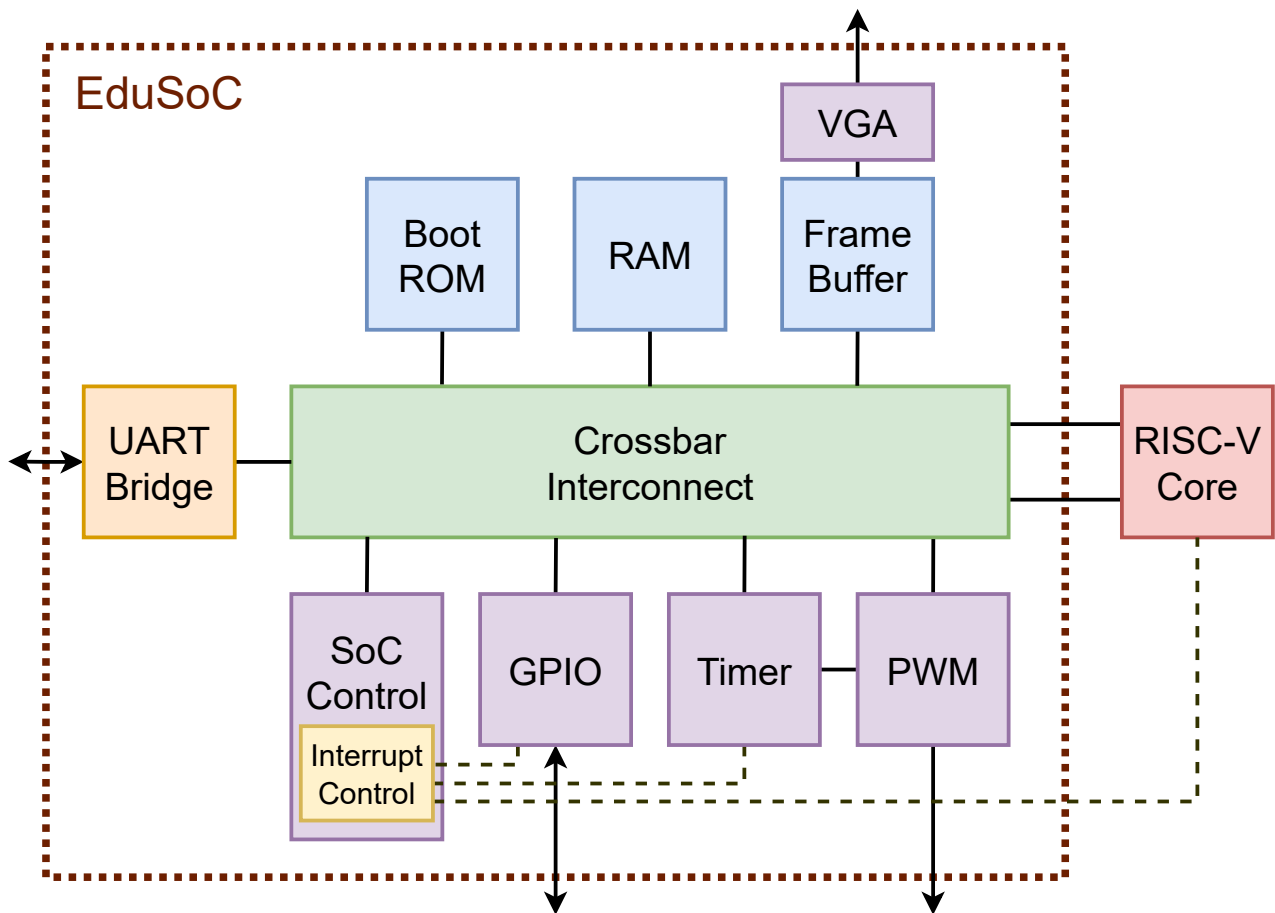 EduSoC
VGA
Boot
ROM
RAM
Frame
Buffer
UART
Bridge
Crossbar
Interconnect
RISC-V
Core
SoC
Control
GPIO
Timer
PWM
Interrupt
Control